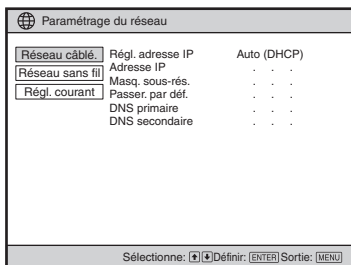 Paramétrage du réseau
Réseau câblé.
Réseau sans fil
Régl. courant
Régl. adresse IP Auto (DHCP)
Adresse IP . . .
Masq. sous-rés. . . .
Passer. par déf. . . .
DNS primaire . . .
DNS secondaire . . .
Sélectionne: Définir: ENTER Sortie: MENU